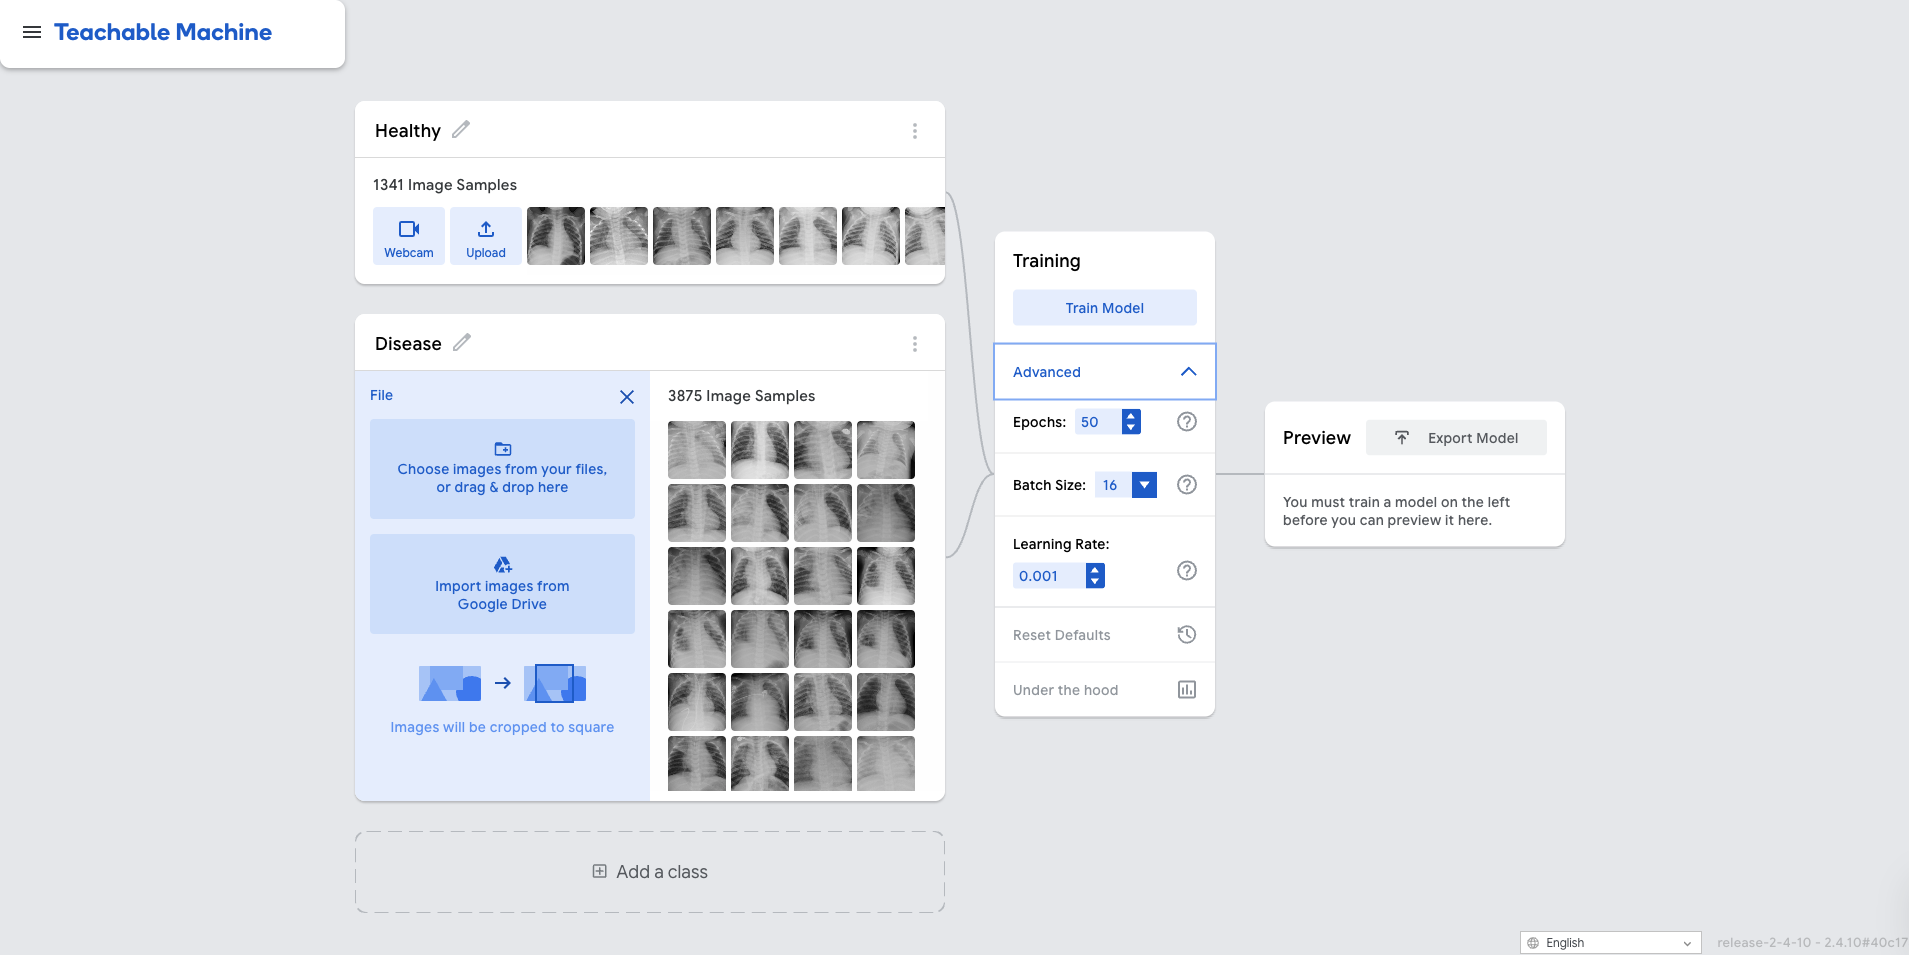 Teachable Machine
Healthy
1341 Image Samples
Webcam
Upload
Disease
File
Choose images from your files,
or drag & drop here
Import images from
Google Drive
Images will be cropped to square
3875 Image Samples
Add a class
Training
Train Model
Advanced
Epochs: 50
Batch Size: 16
Learning Rate:
0.001
Reset Defaults
Under the hood
Preview
Export Model
You must train a model on the left
before you can preview it here.
English
release-2-4-10 - 2.4.10#40c17